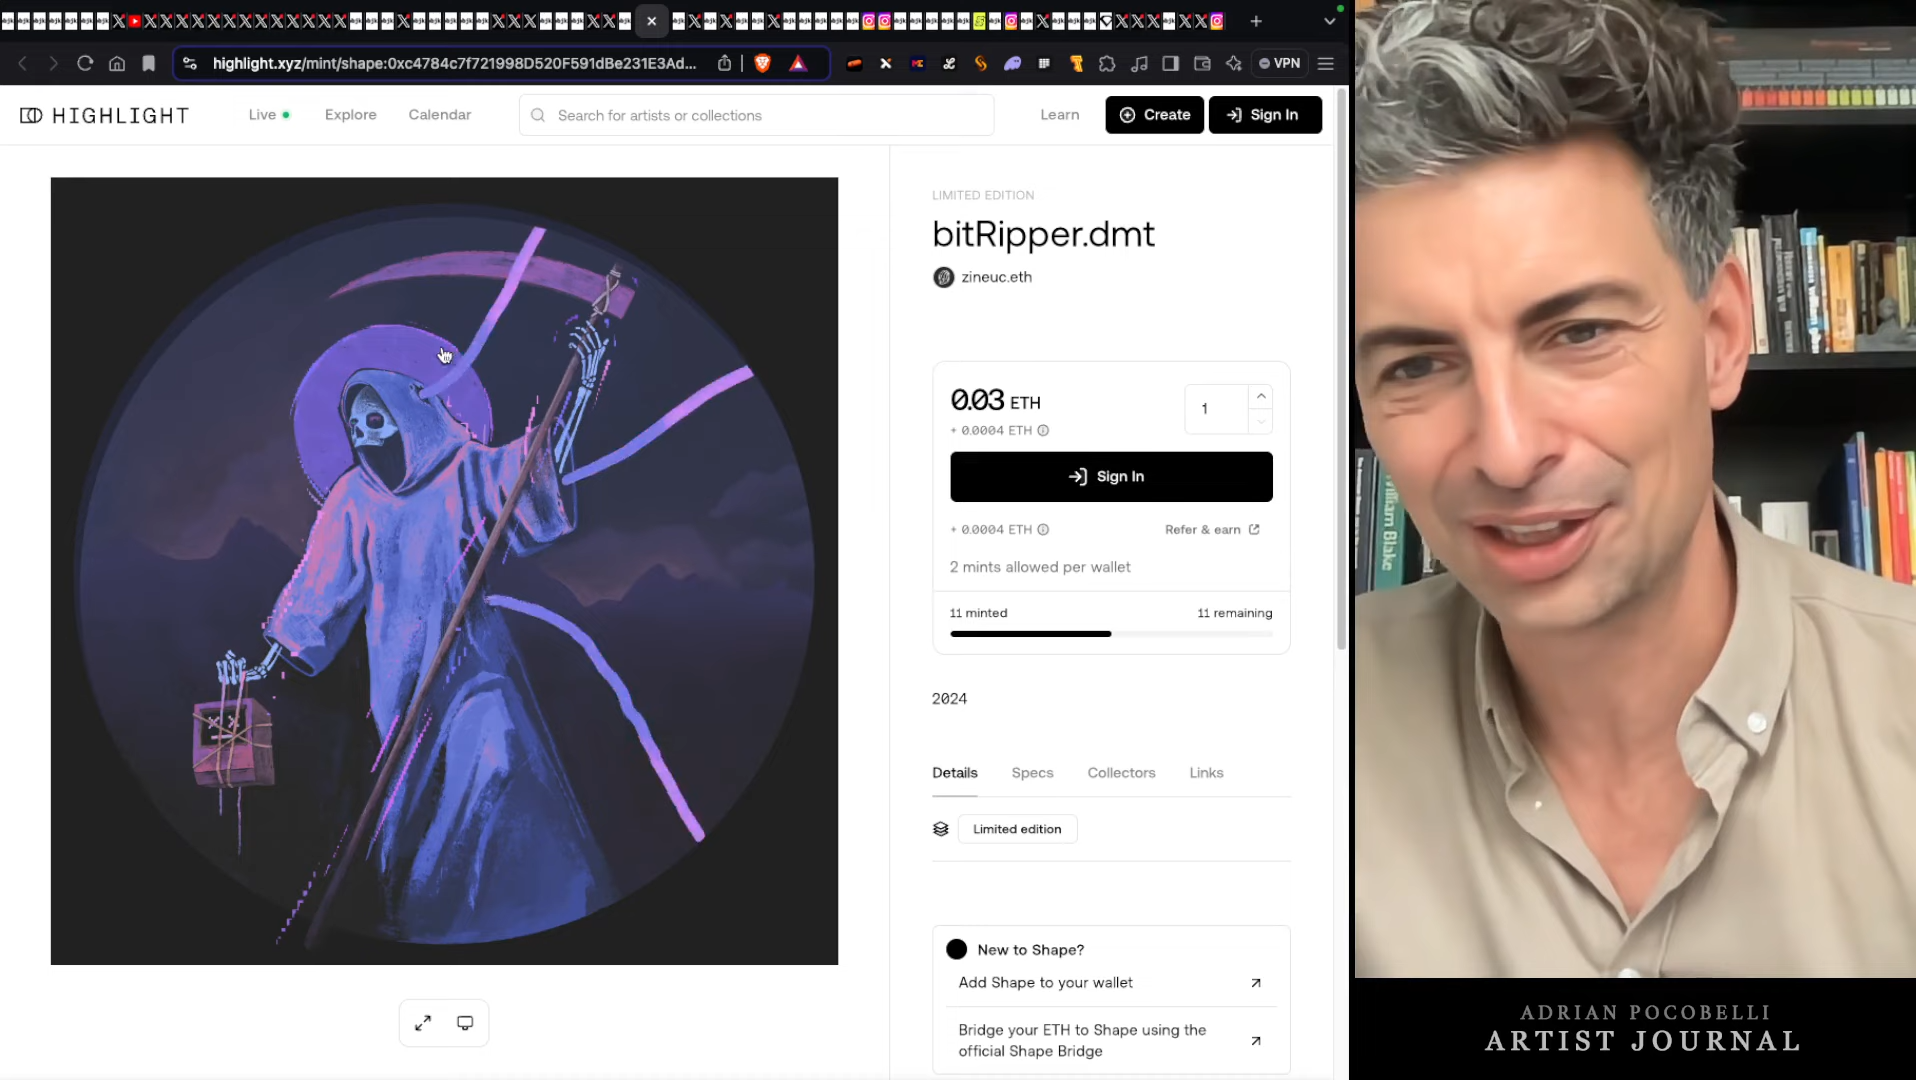 highlight.xyz/mint/shape:0xc4784c7f721998D520F591dBe231E3Ad...
VPN
HIGHLIGHT
Live
Explore
Calendar
Search for artists or collections
Learn
Create
Sign In
LIMITED EDITION
bitRipper.dmt
zineuc.eth
0.03 ETH
1
+ 0.0004 ETH
Sign In
+ 0.0004 ETH
Refer & earn
2 mints allowed per wallet
11 minted
11 remaining
2024
Details
Specs
Collectors
Links
Limited edition
New to Shape?
Add Shape to your wallet
Bridge your ETH to Shape using the
official Shape Bridge
William Blake
ADRIAN POCOBELLI
ARTIST JOURNAL